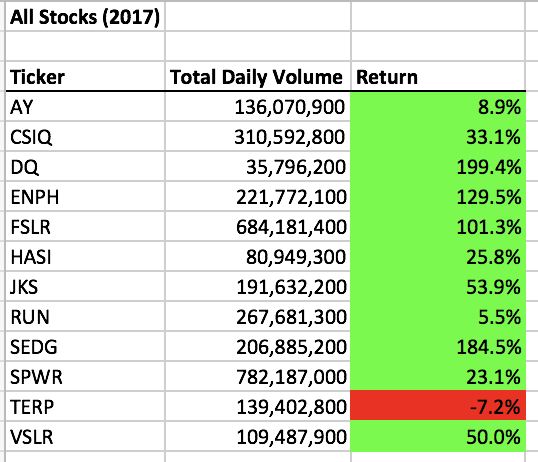 All Stocks (2017)
Ticker Total Daily Volume Return
AY 136,070,900 8.9%
CSIQ 310,592,800 33.1%
DQ 35,796,200 199.4%
ENPH 221,772,100 129.5%
FSLR 684,181,400 101.3%
HASI 80,949,300 25.8%
JKS 191,632,200 53.9%
RUN 267,681,300 5.5%
SEDG 206,885,200 184.5%
SPWR 782,187,000 23.1%
TERP 139,402,800 -7.2%
VSLR 109,487,900 50.0%